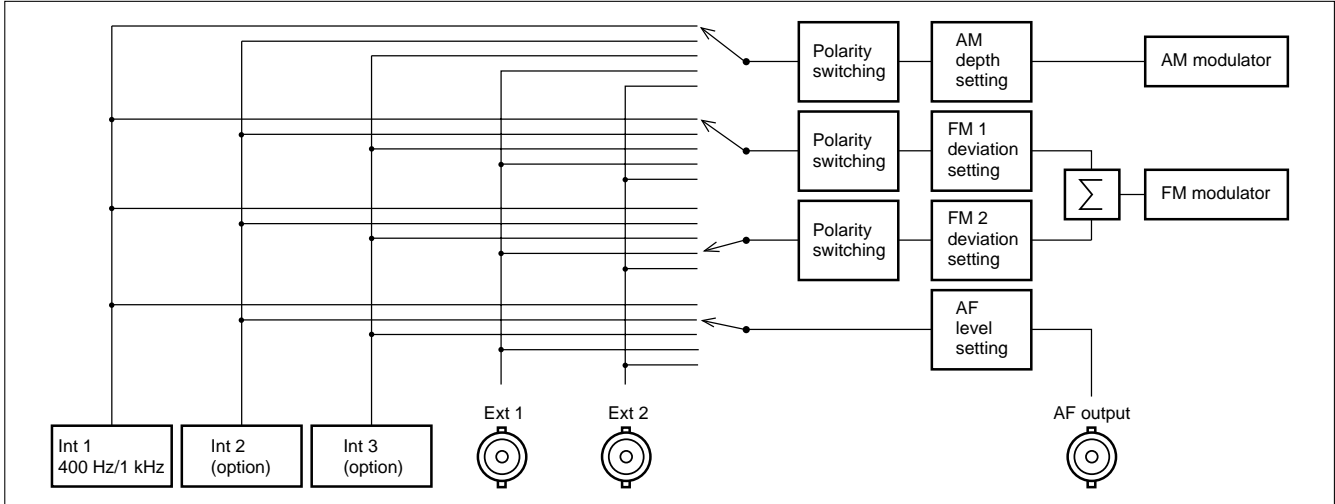 Polarity
switching
AM
depth
setting
AM modulator
Polarity
switching
FM 1
deviation
setting
Σ
FM modulator
Polarity
switching
FM 2
deviation
setting
AF
level
setting
Ext 1
Ext 2
AF output
Int 1
400 Hz/1 kHz
Int 2
(option)
Int 3
(option)